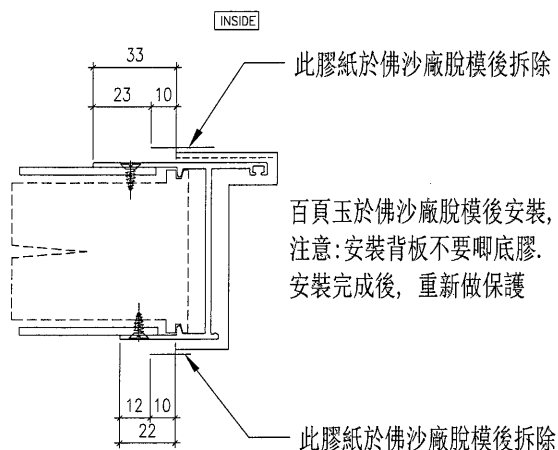 INSIDE
33
此膠紙於佛沙廠脫模後拆除
23 10
百頁玉於佛沙廠脫模後安裝,
注意:安裝背板不要唧底膠.
安裝完成後, 重新做保護
12 10
22
此膠紙於佛沙廠脫模後拆除